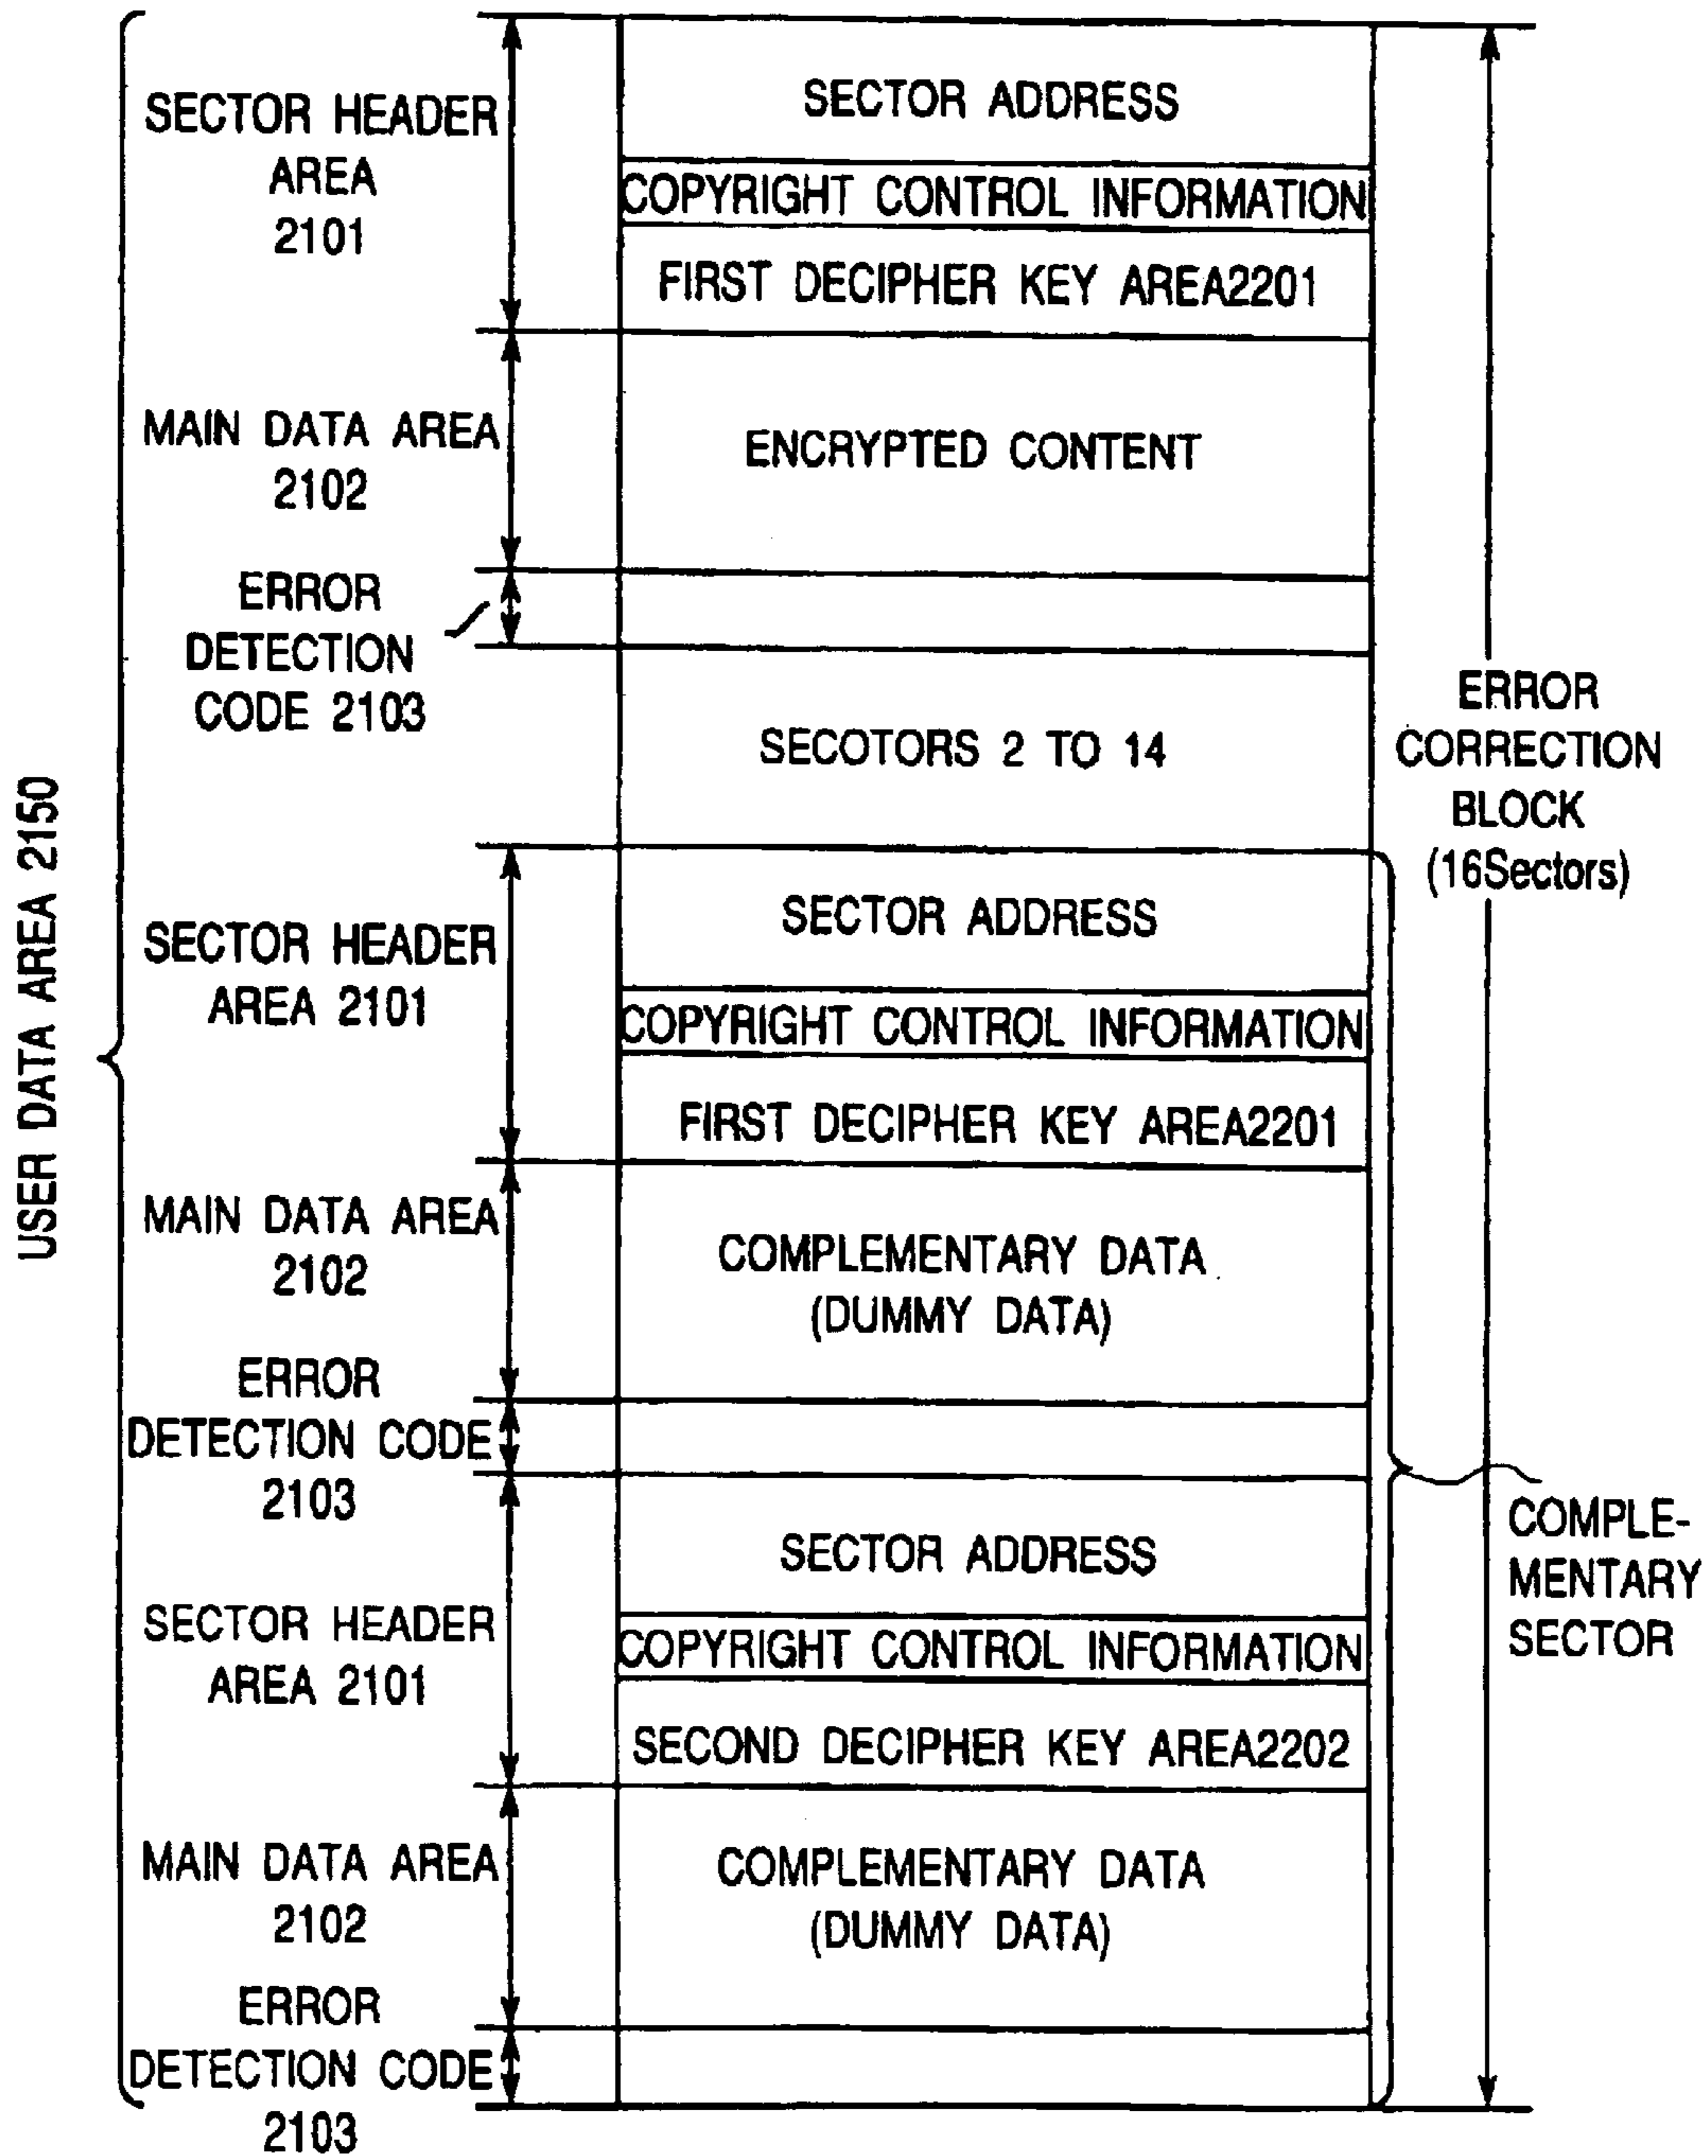 USER DATA AREA 2150
SECTOR HEADER
AREA
2101
SECTOR ADDRESS
COPYRIGHT CONTROL INFORMATION
FIRST DECIPHER KEY AREA2201
MAIN DATA AREA
2102
ENCRYPTED CONTENT
ERROR
DETECTION
CODE 2103
SECOTORS 2 TO 14
ERROR
CORRECTION
BLOCK
(16Sectors)
SECTOR HEADER
AREA 2101
SECTOR ADDRESS
COPYRIGHT CONTROL INFORMATION
FIRST DECIPHER KEY AREA2201
MAIN DATA AREA
2102
COMPLEMENTARY DATA
(DUMMY DATA)
ERROR
DETECTION CODE
2103
COMPLE-
MENTARY
SECTOR
SECTOR HEADER
AREA 2101
SECTOR ADDRESS
COPYRIGHT CONTROL INFORMATION
SECOND DECIPHER KEY AREA2202
MAIN DATA AREA
2102
COMPLEMENTARY DATA
(DUMMY DATA)
ERROR
DETECTION CODE
2103